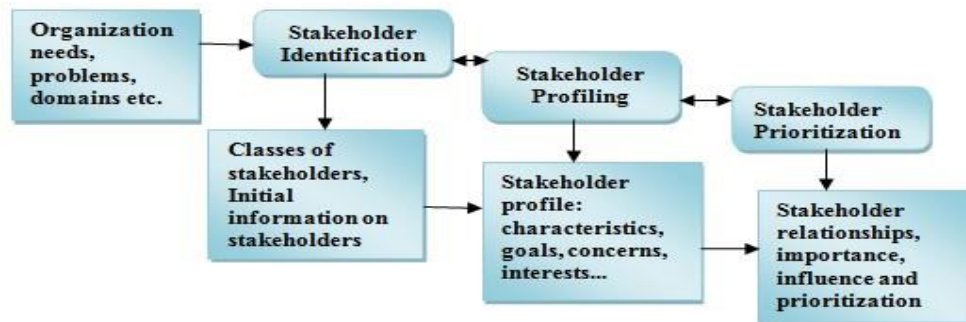 Organization
needs,
problems,
domains etc.
Stakeholder
Identification
Stakeholder
Profiling
Stakeholder
Prioritization
Classes of
stakeholders,
Initial
information on
stakeholders
Stakeholder
profile:
characteristics,
goals, concerns,
interests...
Stakeholder
relationships,
importance,
influence and
prioritization